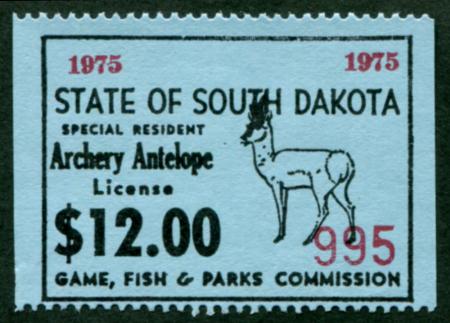 1975 1975
STATE OF SOUTH DAKOTA
SPECIAL RESIDENT
Archery Antelope
License
$12.00
995
GAME, FISH & PARKS COMMISSION